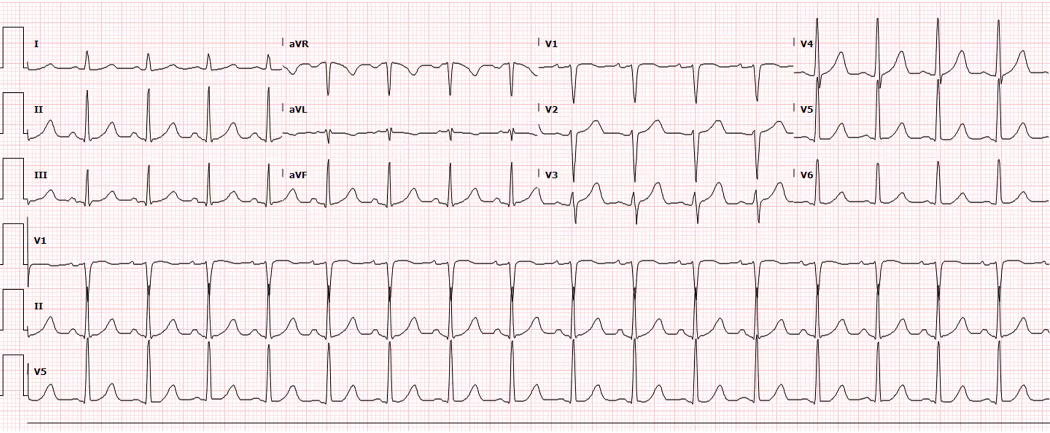 I aVR V1 V4
II aVL V2 V5
III aVF V3 V6
V1
II
V5